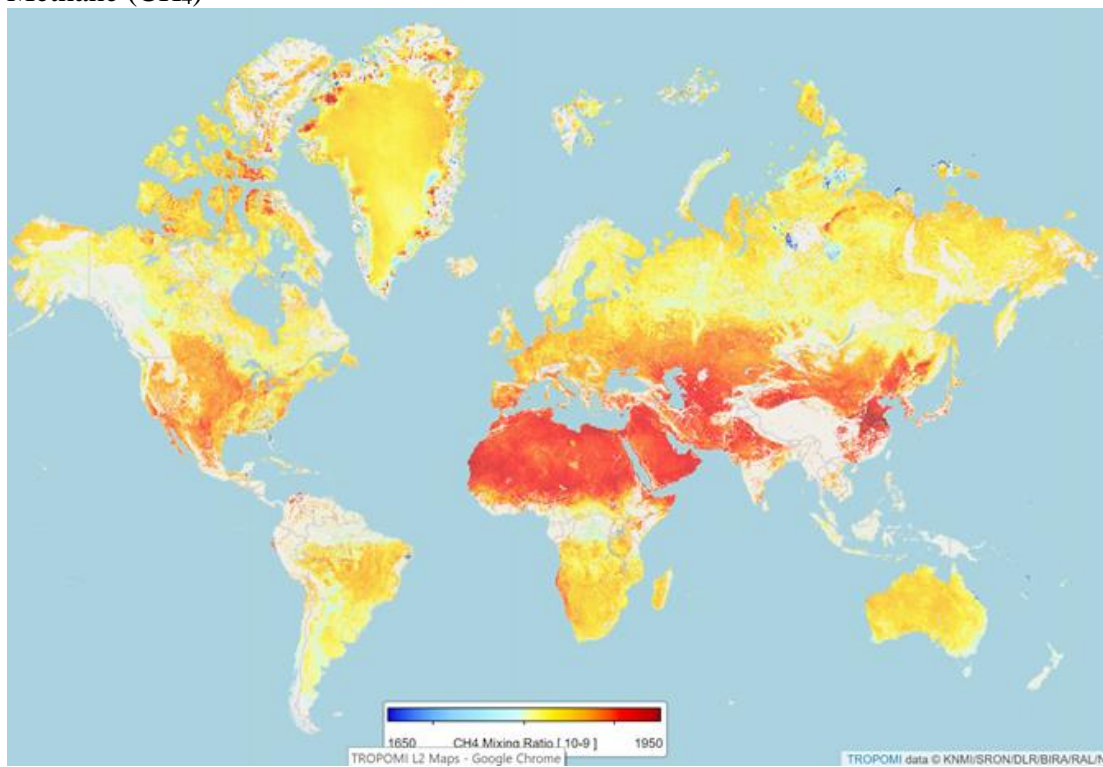 1650 CH4 Mixing Ratio [ 10-9 ] 1950
TROPOMI L2 Maps - Google Chrome
TROPOMI data © KNMI/SRON/DLR/BIRA/RAL/